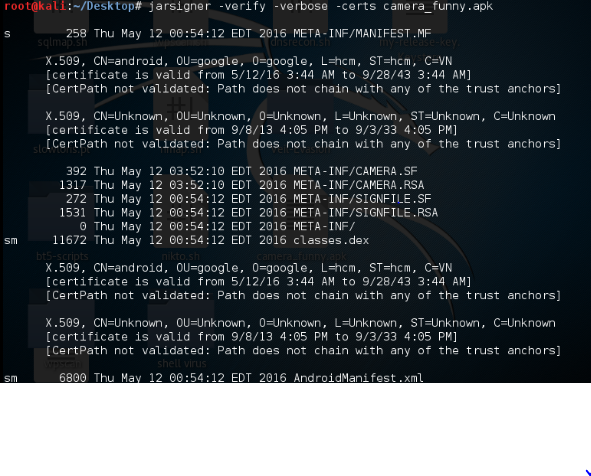 root@kali:~/Desktop# jarsigner -verify -verbose -certs camera_funny.apk
s 258 Thu May 12 00:54:12 EDT 2016 META-INF/MANIFEST.MF
X.509, CN=android, OU=google, O=google, L=hcm, ST=hcm, C=VN
[certificate is valid from 5/12/16 3:44 AM to 9/28/43 3:44 AM]
[CertPath not validated: Path does not chain with any of the trust anchors]
X.509, CN=Unknown, OU=Unknown, O=Unknown, L=Unknown, ST=Unknown, C=Unknown
[certificate is valid from 9/8/13 4:05 PM to 9/3/33 4:05 PM]
[CertPath not validated: Path does not chain with any of the trust anchors]
392 Thu May 12 03:52:10 EDT 2016 META-INF/CAMERA.SF
1317 Thu May 12 03:52:10 EDT 2016 META-INF/CAMERA.RSA
272 Thu May 12 00:54:12 EDT 2016 META-INF/SIGNFILE.SF
1531 Thu May 12 00:54:12 EDT 2016 META-INF/SIGNFILE.RSA
0 Thu May 12 00:54:12 EDT 2016 META-INF/
sm 11672 Thu May 12 00:54:12 EDT 2016 classes.dex
X.509, CN=android, OU=google, O=google, L=hcm, ST=hcm, C=VN
[certificate is valid from 5/12/16 3:44 AM to 9/28/43 3:44 AM]
[CertPath not validated: Path does not chain with any of the trust anchors]
X.509, CN=Unknown, OU=Unknown, O=Unknown, L=Unknown, ST=Unknown, C=Unknown
[certificate is valid from 9/8/13 4:05 PM to 9/3/33 4:05 PM]
[CertPath not validated: Path does not chain with any of the trust anchors]
shell virus
sm 6800 Thu May 12 00:54:12 EDT 2016 AndroidManifest.xml